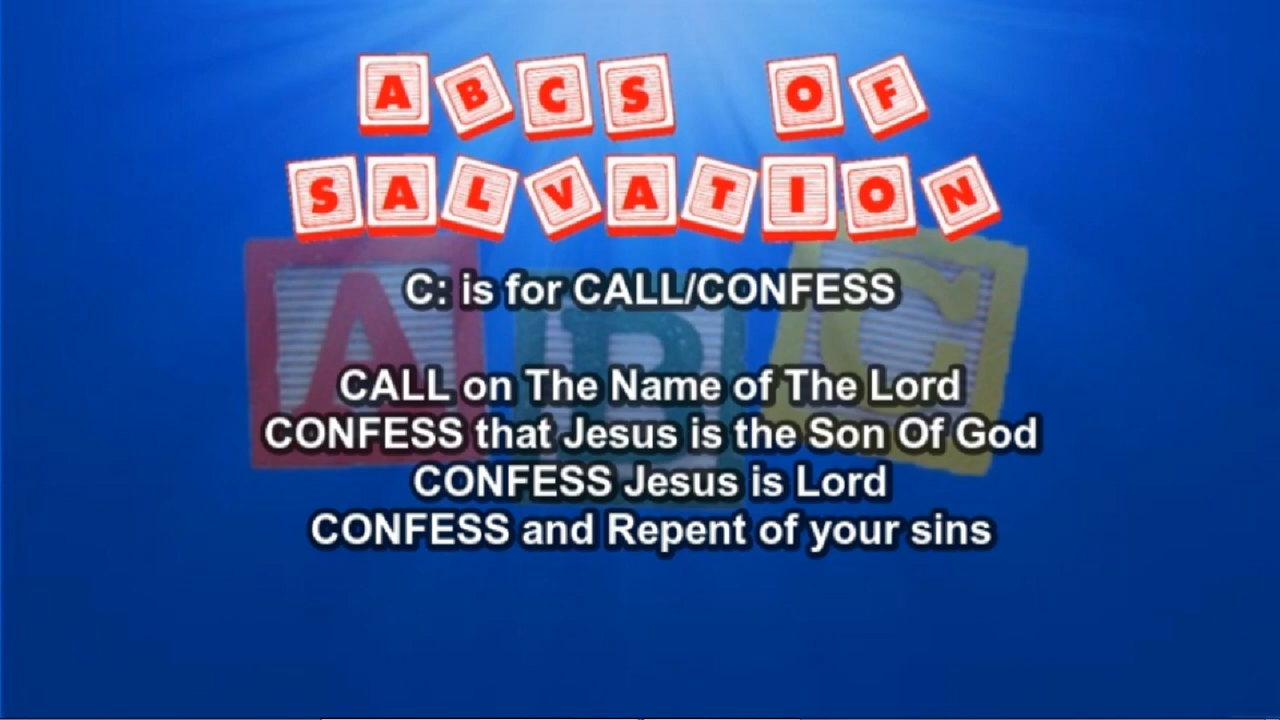 ABCS OF
SALVATION
C: is for CALL/CONFESS
CALL on The Name of The Lord
CONFESS that Jesus is the Son Of God
CONFESS Jesus is Lord
CONFESS and Repent of your sins
A B C